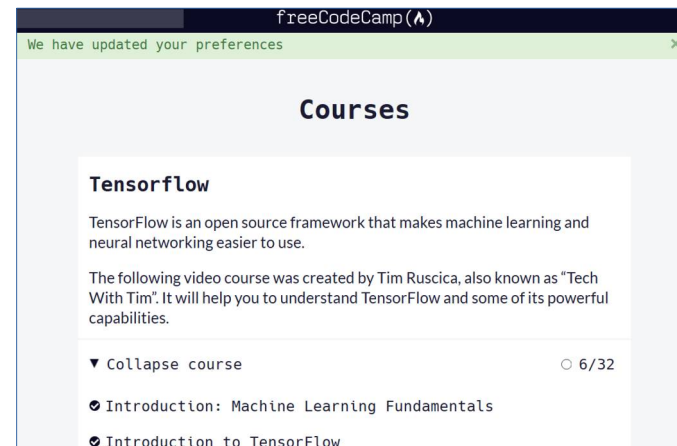 freeCodeCamp(🔥)
We have updated your preferences ×
Courses
Tensorflow
TensorFlow is an open source framework that makes machine learning and
neural networking easier to use.
The following video course was created by Tim Ruscica, also known as “Tech
With Tim”. It will help you to understand TensorFlow and some of its powerful
capabilities.
Collapse course 6/32
Introduction: Machine Learning Fundamentals
Introduction to TensorFlow